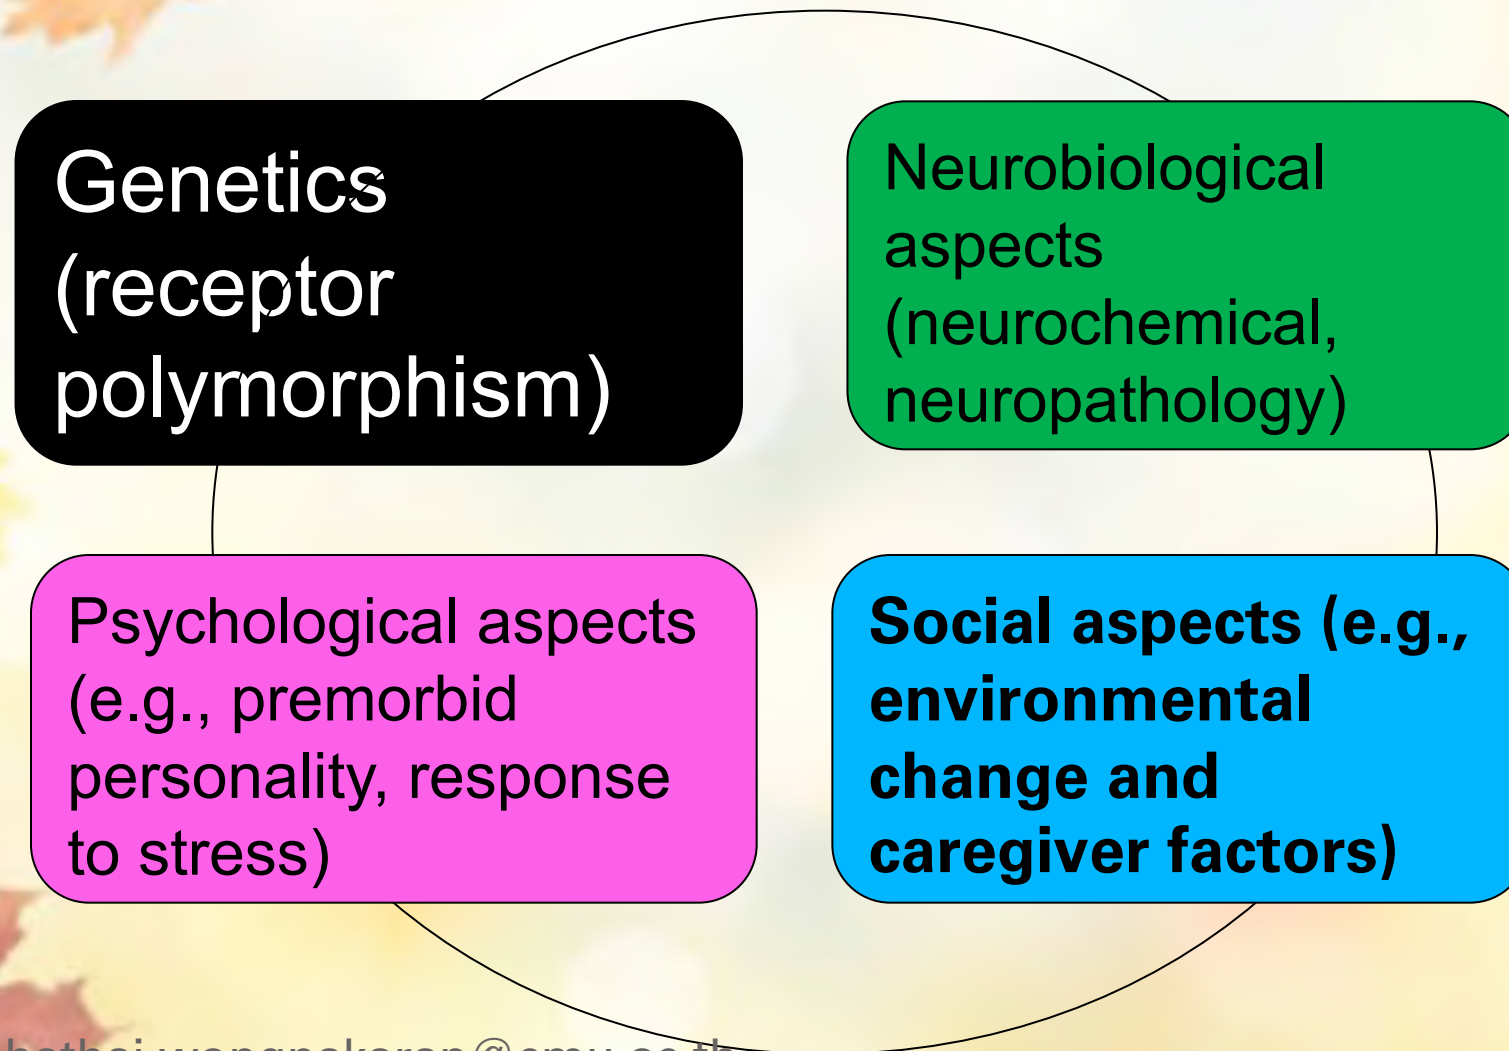 Genetics
(receptor
polymorphism)
Neurobiological
aspects
(neurochemical,
neuropathology)
Psychological aspects
(e.g., premorbid
personality, response
to stress)
Social aspects (e.g.,
environmental
change and
caregiver factors)